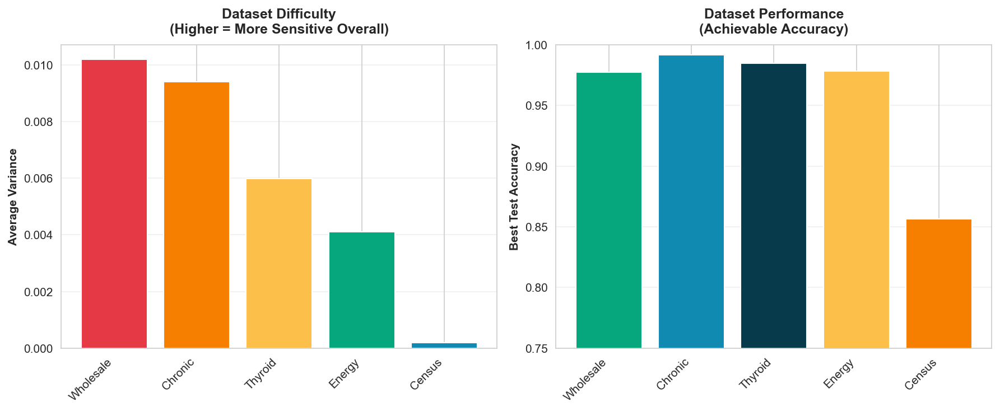 Dataset Difficulty
(Higher = More Sensitive Overall)
Average Variance
0.010
0.008
0.006
0.004
0.002
0.000
Wholesale
Chronic
Thyroid
Energy
Census
Dataset Performance
(Achievable Accuracy)
Best Test Accuracy
1.00
0.95
0.90
0.85
0.80
0.75
Wholesale
Chronic
Thyroid
Energy
Census